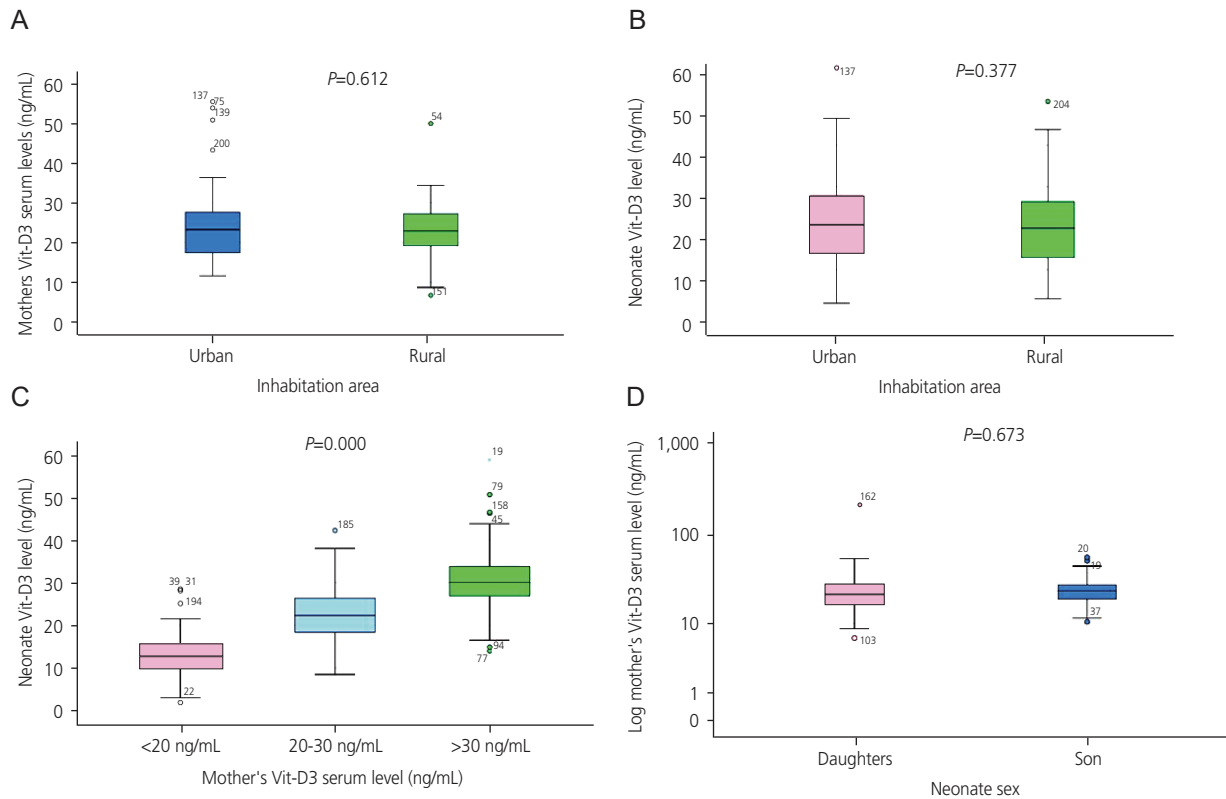 A
Mothers Vit-D3 serum levels (ng/mL)
P=0.612
60
50
40
30
20
10
0
137 75
139
200
54
151
Urban
Rural
Inhabitation area
B
Neonate Vit-D3 level (ng/mL)
P=0.377
60
50
40
30
20
10
0
137
204
Urban
Rural
Inhabitation area
C
Neonate Vit-D3 level (ng/mL)
P=0.000
60
50
40
30
20
10
0
39 31
194
22
185
19
79
158
45
94
77
<20 ng/mL
20-30 ng/mL
>30 ng/mL
Mother's Vit-D3 serum level (ng/mL)
D
Log mother's Vit-D3 serum level (ng/mL)
P=0.673
1,000
100
10
1
0
162
103
20
19
37
Daughters
Son
Neonate sex